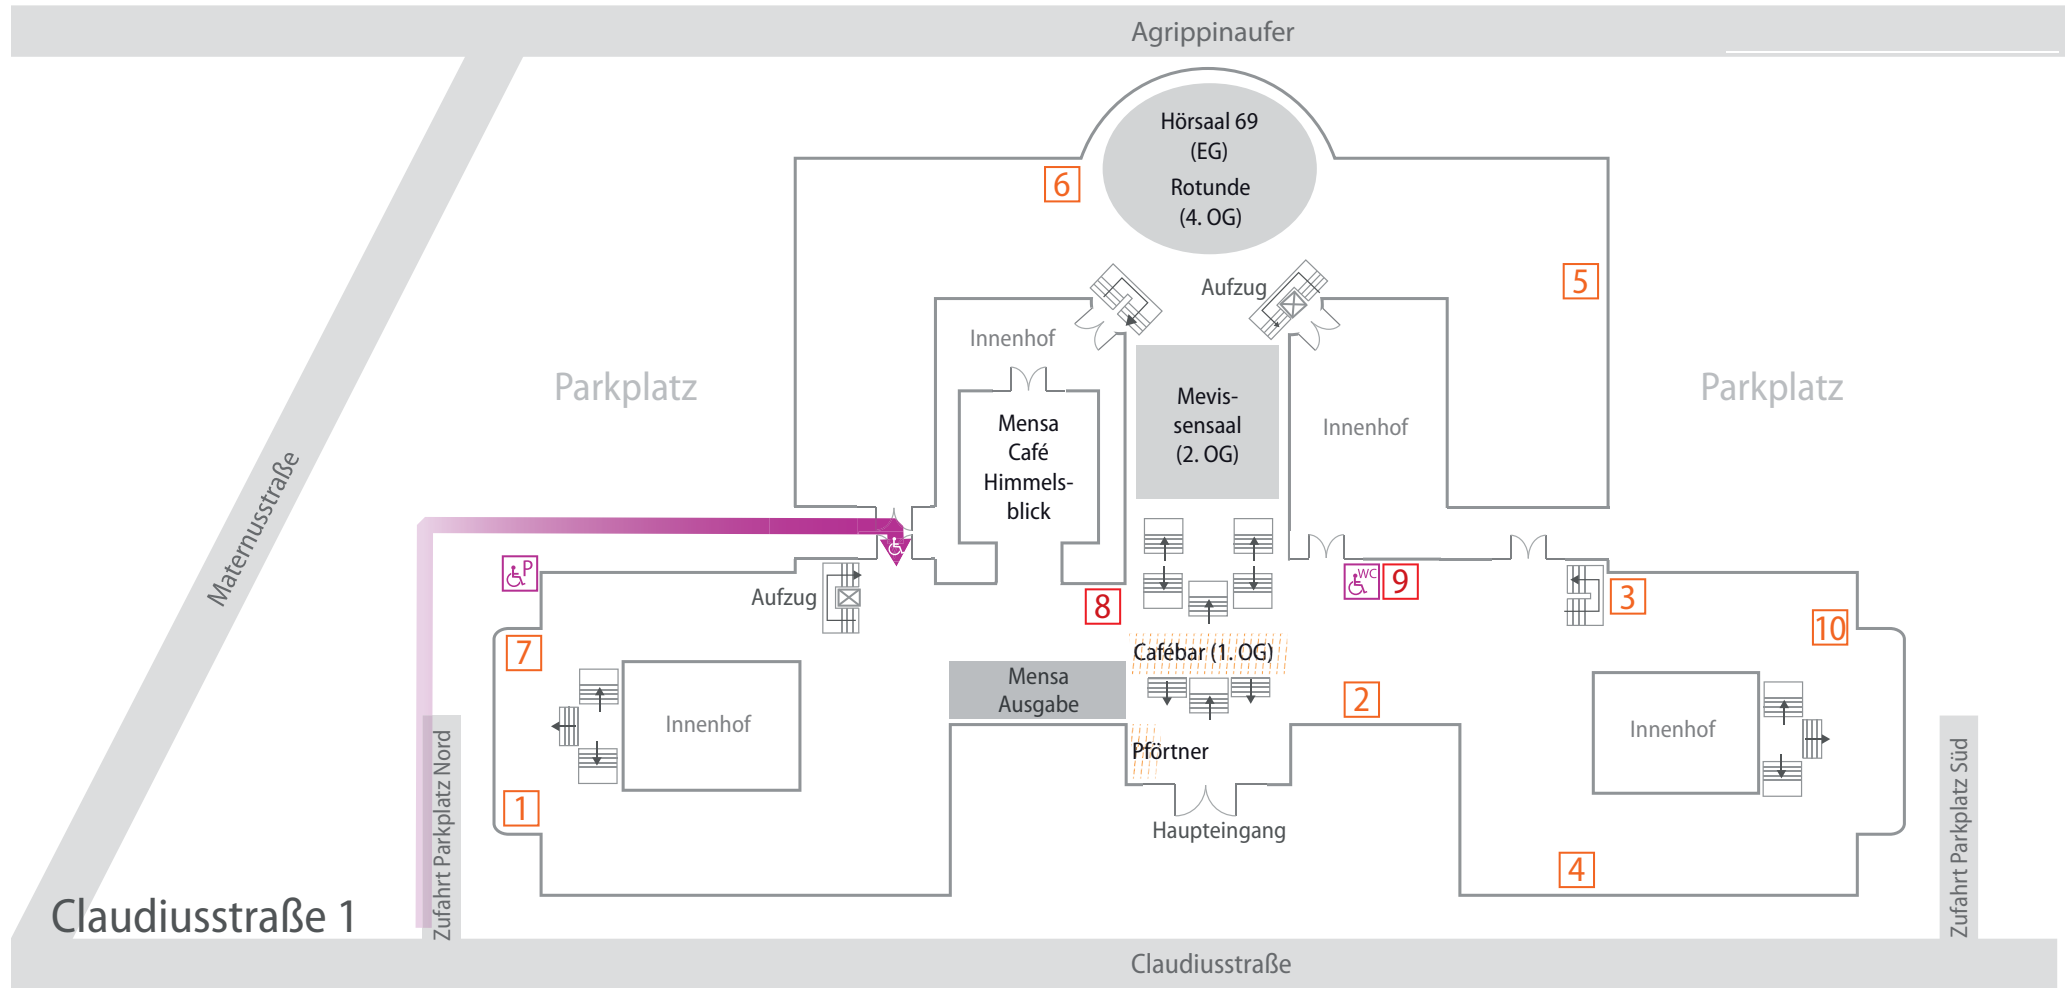 Agrippinaufer
Hörsaal 69
(EG)
Rotunde
(4. OG)
6
5
Aufzug
Innenhof
Parkplatz
Mensa
Café
Himmels-
blick
Mevis-
sensaal
(2. OG)
Innenhof
Parkplatz
Maternusstraße
P
Aufzug
8
WC
9
3
10
7
Cafébar (1. OG)
Mensa
Ausgabe
2
Innenhof
Pförtner
Innenhof
1
Haupteingang
4
Zufahrt Parkplatz Nord
Zufahrt Parkplatz Süd
Claudiusstraße 1
Claudiusstraße